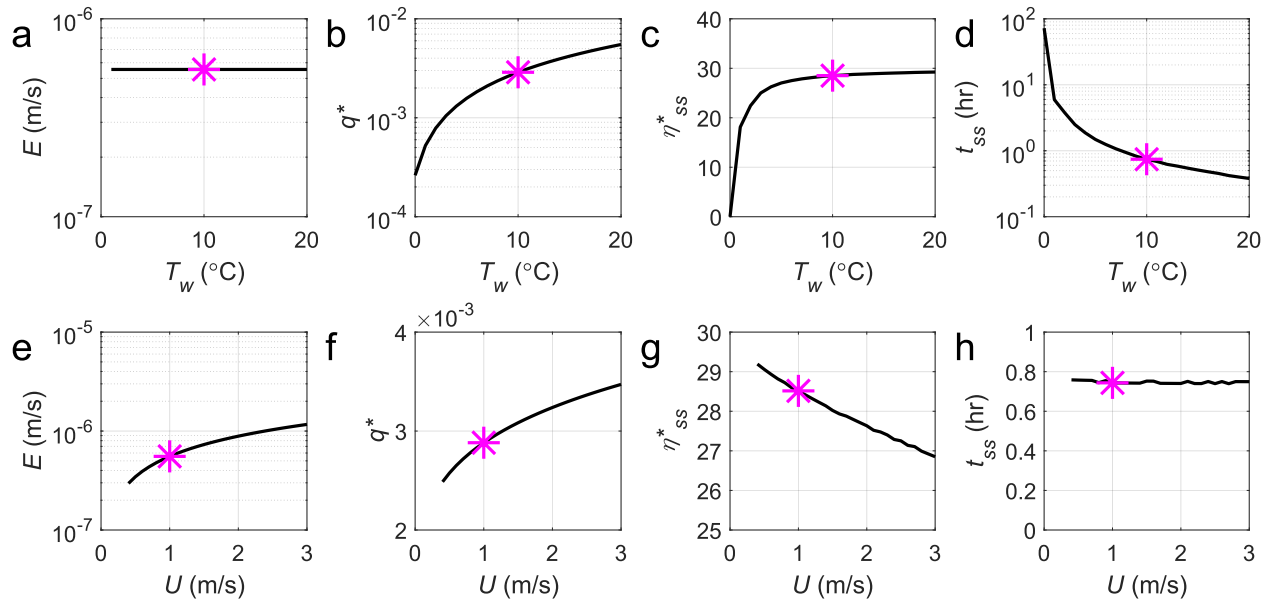 a
E (m/s)
10^-6
10^-7
0 10 20
T_w (°C)
b
q*
10^-2
10^-3
10^-4
0 10 20
T_w (°C)
c
η*_ss
40
30
20
10
0
0 10 20
T_w (°C)
d
t_ss (hr)
10^2
10^1
10^0
10^-1
0 10 20
T_w (°C)
e
E (m/s)
10^-5
10^-6
10^-7
0 1 2 3
U (m/s)
f
×10^-3
q*
4
3
2
0 1 2 3
U (m/s)
g
η*_ss
30
29
28
27
26
25
0 1 2 3
U (m/s)
h
t_ss (hr)
1
0.8
0.6
0.4
0.2
0
0 1 2 3
U (m/s)